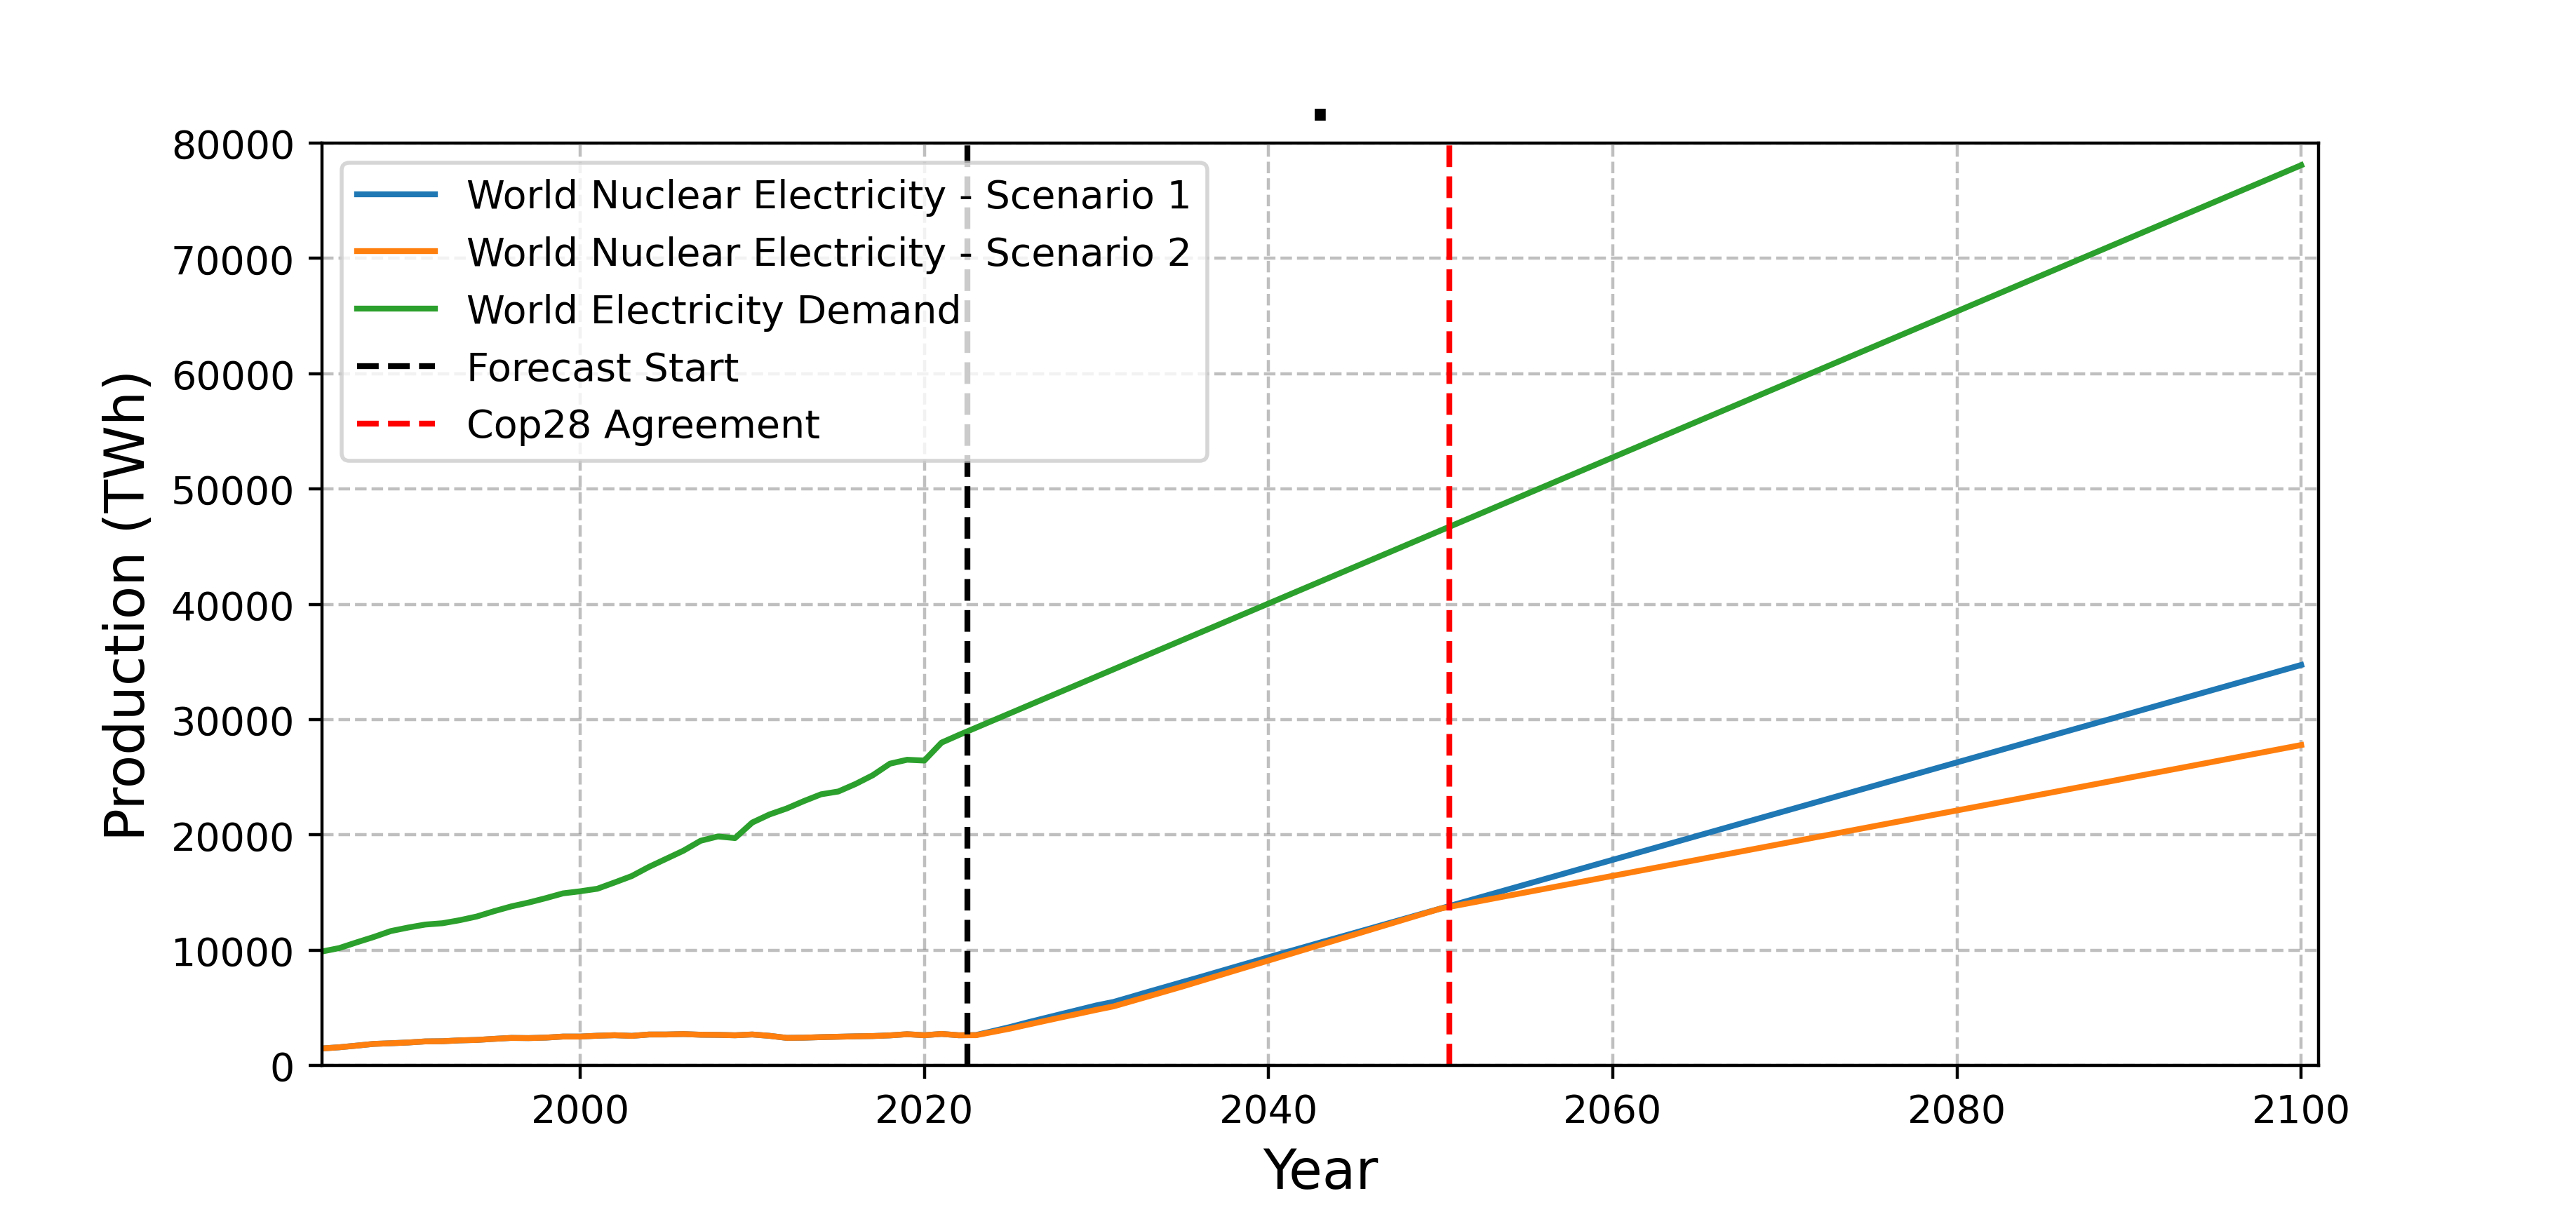 .
80000
70000
60000
50000
40000
30000
20000
10000
0
Production (TWh)
World Nuclear Electricity - Scenario 1
World Nuclear Electricity - Scenario 2
World Electricity Demand
Forecast Start
Cop28 Agreement
2000
2020
2040
2060
2080
2100
Year